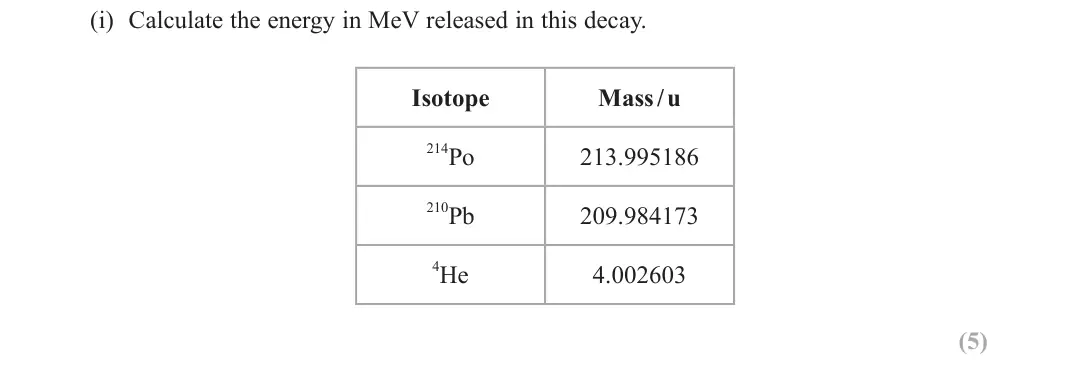 (i) Calculate the energy in MeV released in this decay.
Isotope Mass / u
²¹⁴Po 213.995186
²¹⁰Pb 209.984173
⁴He 4.002603
(5)